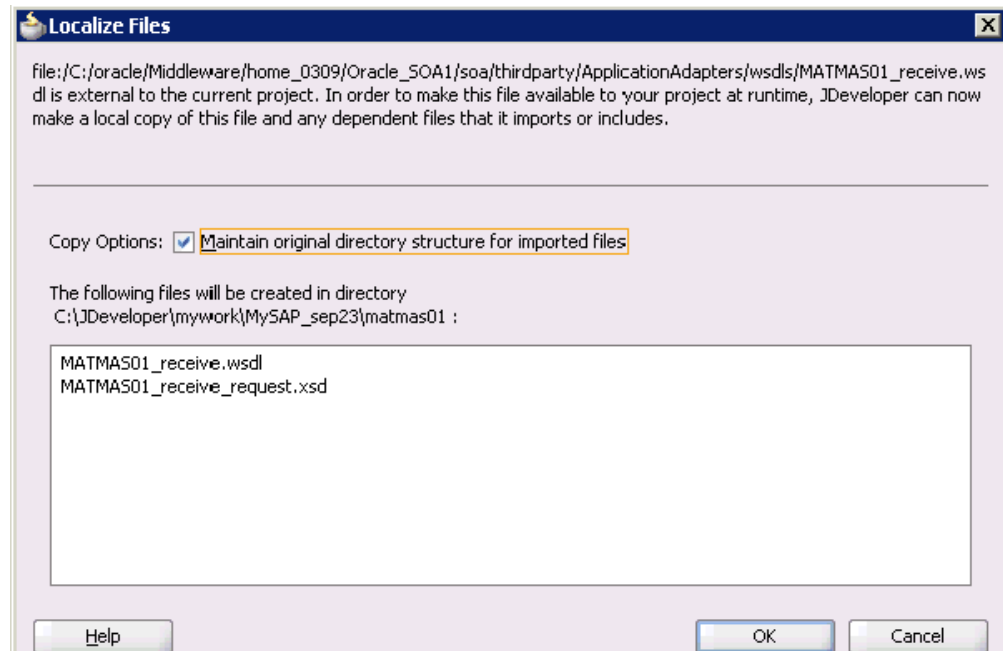 Localize Files
file:/C:/oracle/Middleware/home_0309/Oracle_SOA1/soa/thirdparty/ApplicationAdapters/wsdls/MATMAS01_receive.ws
dl is external to the current project. In order to make this file available to your project at runtime, JDeveloper can now
make a local copy of this file and any dependent files that it imports or includes.
Copy Options: Maintain original directory structure for imported files
The following files will be created in directory
C:\JDeveloper\mywork\MySAP_sep23\matmas01 :
MATMAS01_receive.wsdl
MATMAS01_receive_request.xsd
Help OK Cancel